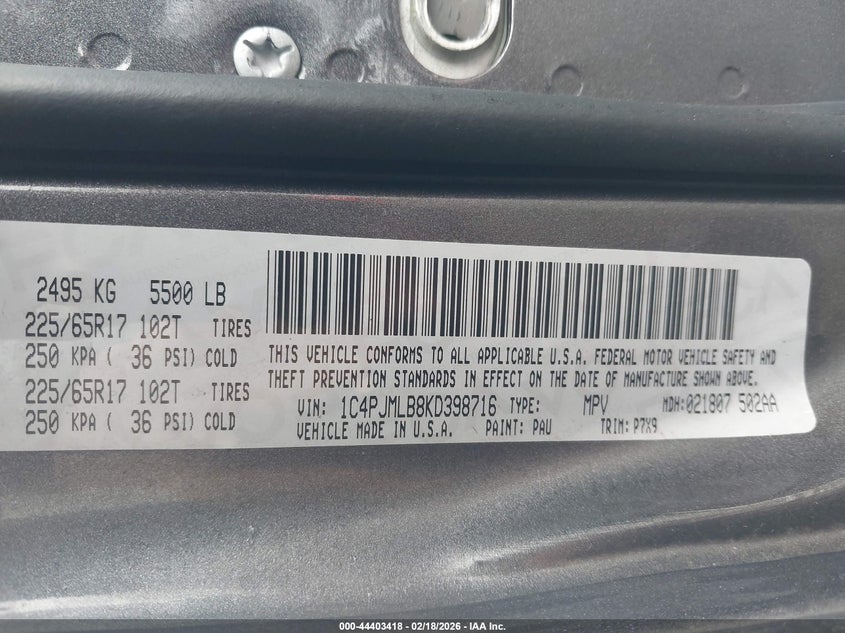 2495 KG 5500 LB
225/65R17 102T TIRES
250 KPA ( 36 PSI) COLD
225/65R17 102T TIRES
250 KPA ( 36 PSI) COLD
THIS VEHICLE CONFORMS TO ALL APPLICABLE U.S.A. FEDERAL MOTOR VEHICLE SAFETY AND
THEFT PREVENTION STANDARDS IN EFFECT ON THE DATE OF MANUFACTURE SHOWN ABOVE.
VIN: 1C4PJMLB8KD398716 TYPE: MPV MDH:021807 502AA
VEHICLE MADE IN U.S.A. PAINT: PAU TRIM: P7X9
000-44403418 - 02/18/2026 - IAA Inc.